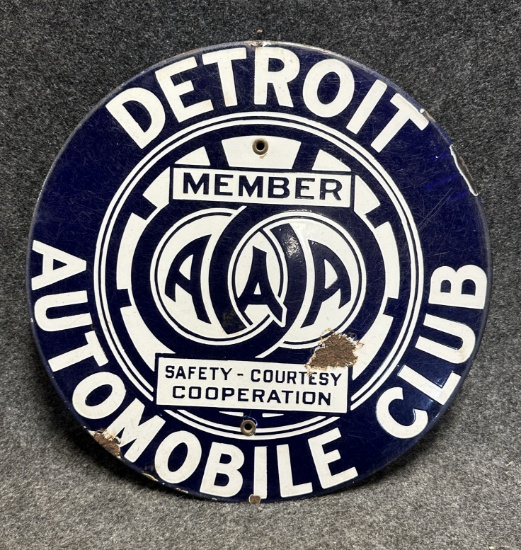 DETROIT
MEMBER
AAA
SAFETY - COURTESY
COOPERATION
AUTOMOBILE CLUB